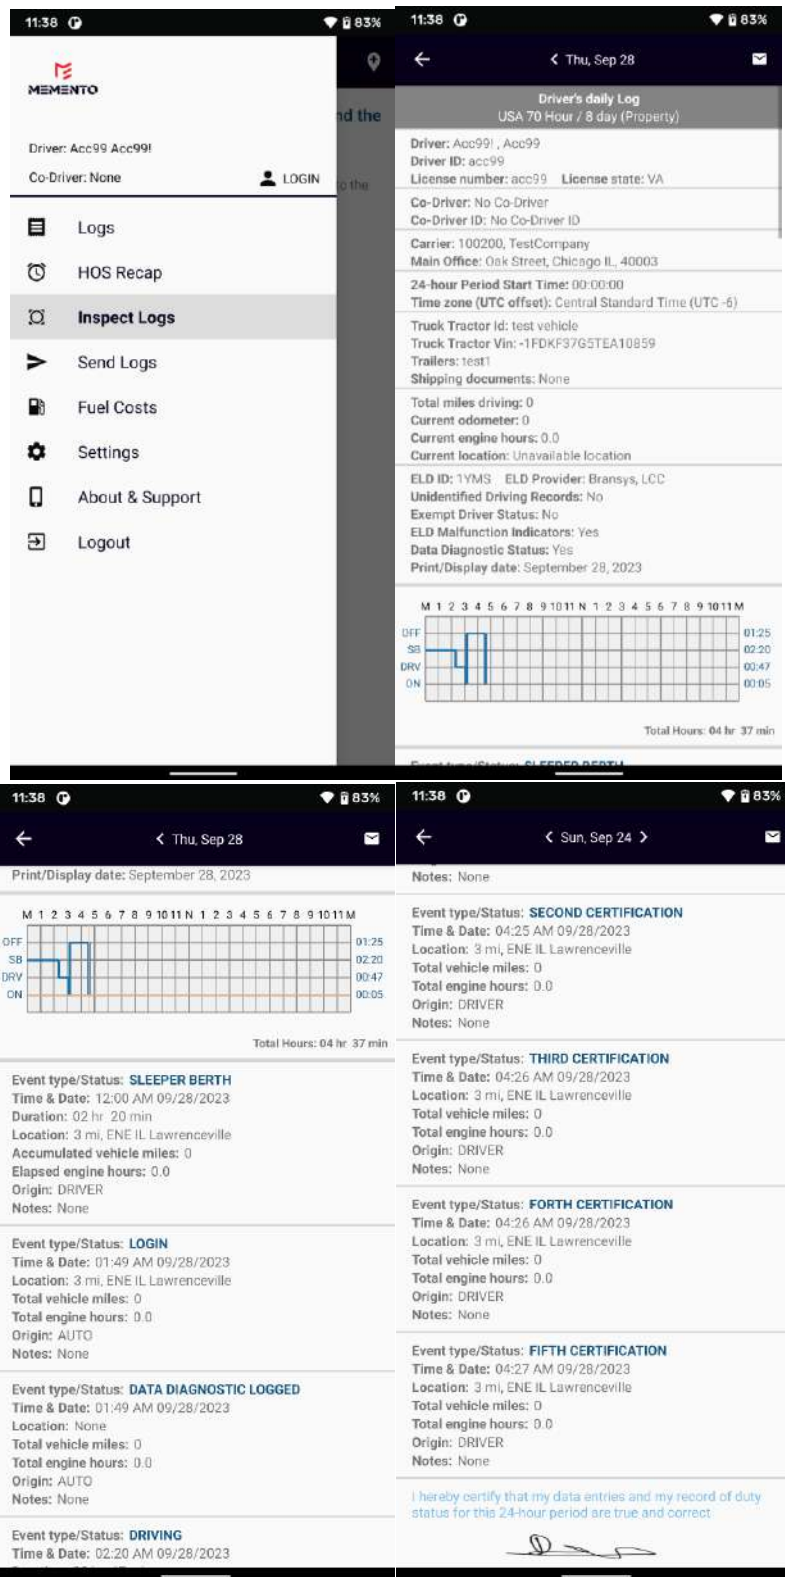 11:38 83%
MEMENTO
nd the
Driver: Acc99 Acc99!
Co-Driver: None LOGIN
o the
Logs
HOS Recap
Inspect Logs
Send Logs
Fuel Costs
Settings
About & Support
Logout
11:38 83%
Thu, Sep 28
Driver's daily Log
USA 70 Hour / 8 day (Property)
Driver: Acc99! , Acc99
Driver ID: acc99
License number: acc99 License state: VA
Co-Driver: No Co-Driver
Co-Driver ID: No Co-Driver ID
Carrier: 100200, TestCompany
Main Office: Oak Street, Chicago IL, 40003
24-hour Period Start Time: 00:00:00
Time zone (UTC offset): Central Standard Time (UTC -6)
Truck Tractor Id: test vehicle
Truck Tractor Vin: -1FDKF37G5TEA10859
Trailers: test1
Shipping documents: None
Total miles driving: 0
Current odometer: 0
Current engine hours: 0.0
Current location: Unavailable location
ELD ID: 1YMS ELD Provider: Bransys, LCC
Unidentified Driving Records: No
Exempt Driver Status: No
ELD Malfunction Indicators: Yes
Data Diagnostic Status: Yes
Print/Display date: September 28, 2023
M 1 2 3 4 5 6 7 8 9 10 11 N 1 2 3 4 5 6 7 8 9 10 11 M
OFF 01:25
SB 02:20
DRV 00:47
ON 00:05
Total Hours: 04 hr 37 min
Event type/Status: SLEEPER BERTH
11:38 83%
Thu, Sep 28
Print/Display date: September 28, 2023
M 1 2 3 4 5 6 7 8 9 10 11 N 1 2 3 4 5 6 7 8 9 10 11 M
OFF 01:25
SB 02:20
DRV 00:47
ON 00:05
Total Hours: 04 hr 37 min
Event type/Status: SLEEPER BERTH
Time & Date: 12:00 AM 09/28/2023
Duration: 02 hr 20 min
Location: 3 mi, ENE IL Lawrenceville
Accumulated vehicle miles: 0
Elapsed engine hours: 0.0
Origin: DRIVER
Notes: None
Event type/Status: LOGIN
Time & Date: 01:49 AM 09/28/2023
Location: 3 mi, ENE IL Lawrenceville
Total vehicle miles: 0
Total engine hours: 0.0
Origin: AUTO
Notes: None
Event type/Status: DATA DIAGNOSTIC LOGGED
Time & Date: 01:49 AM 09/28/2023
Location: None
Total vehicle miles: 0
Total engine hours: 0.0
Origin: AUTO
Notes: None
Event type/Status: DRIVING
Time & Date: 02:20 AM 09/28/2023
11:38 83%
Sun, Sep 24
Notes: None
Event type/Status: SECOND CERTIFICATION
Time & Date: 04:25 AM 09/28/2023
Location: 3 mi, ENE IL Lawrenceville
Total vehicle miles: 0
Total engine hours: 0.0
Origin: DRIVER
Notes: None
Event type/Status: THIRD CERTIFICATION
Time & Date: 04:26 AM 09/28/2023
Location: 3 mi, ENE IL Lawrenceville
Total vehicle miles: 0
Total engine hours: 0.0
Origin: DRIVER
Notes: None
Event type/Status: FORTH CERTIFICATION
Time & Date: 04:26 AM 09/28/2023
Location: 3 mi, ENE IL Lawrenceville
Total vehicle miles: 0
Total engine hours: 0.0
Origin: DRIVER
Notes: None
Event type/Status: FIFTH CERTIFICATION
Time & Date: 04:27 AM 09/28/2023
Location: 3 mi, ENE IL Lawrenceville
Total vehicle miles: 0
Total engine hours: 0.0
Origin: DRIVER
Notes: None
I hereby certify that my data entries and my record of duty
status for this 24-hour period are true and correct